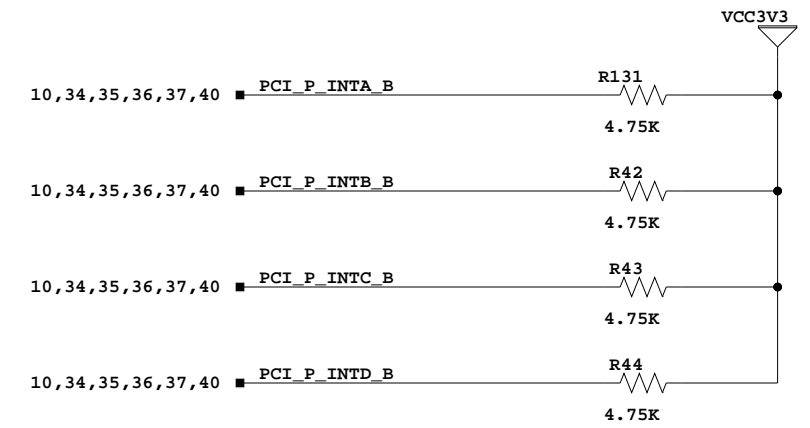 VCC3V3
R131
10,34,35,36,37,40 PCI_P_INTA_B
4.75K
R42
10,34,35,36,37,40 PCI_P_INTB_B
4.75K
R43
10,34,35,36,37,40 PCI_P_INTC_B
4.75K
R44
10,34,35,36,37,40 PCI_P_INTD_B
4.75K